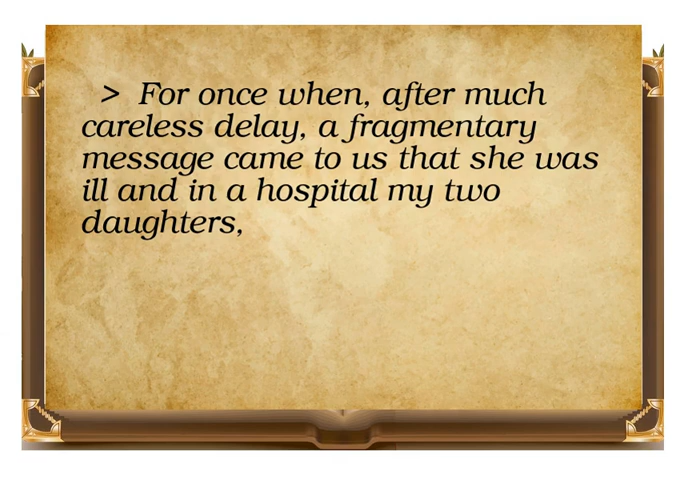 > For once when, after much
careless delay, a fragmentary
message came to us that she was
ill and in a hospital my two
daughters,